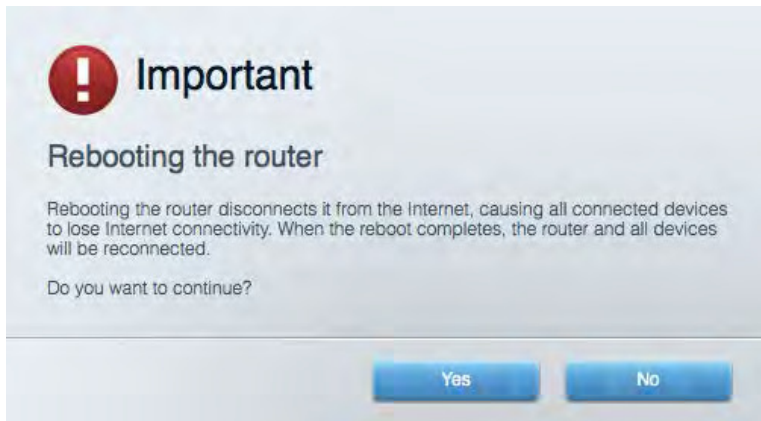 Important
Rebooting the router
Rebooting the router disconnects it from the Internet, causing all connected devices
to lose Internet connectivity. When the reboot completes, the router and all devices
will be reconnected.
Do you want to continue?
Yes
No